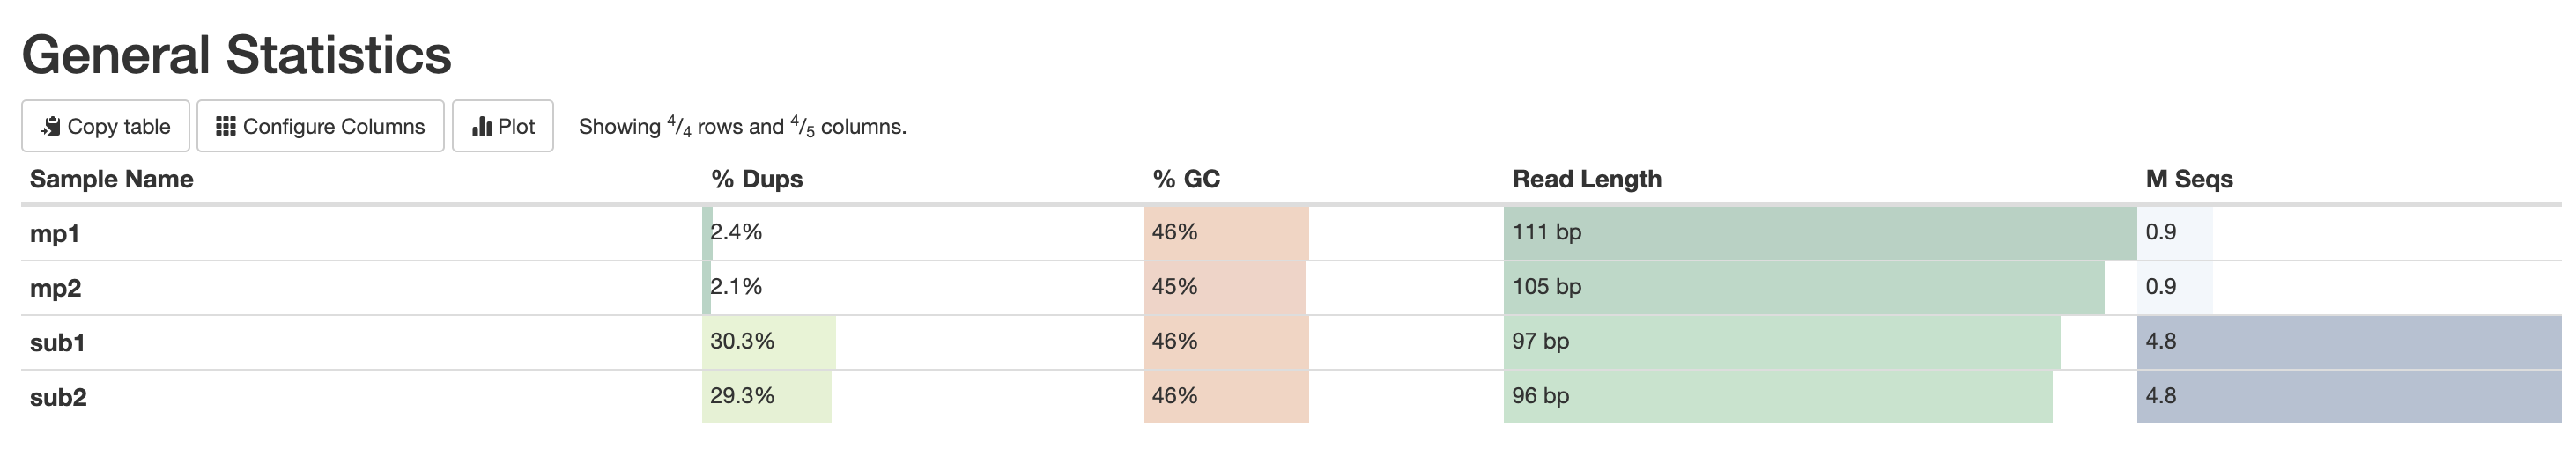 General Statistics
Copy table Configure Columns Plot Showing 4/4 rows and 4/5 columns.
Sample Name % Dups % GC Read Length M Seqs
mp1 2.4% 46% 111 bp 0.9
mp2 2.1% 45% 105 bp 0.9
sub1 30.3% 46% 97 bp 4.8
sub2 29.3% 46% 96 bp 4.8